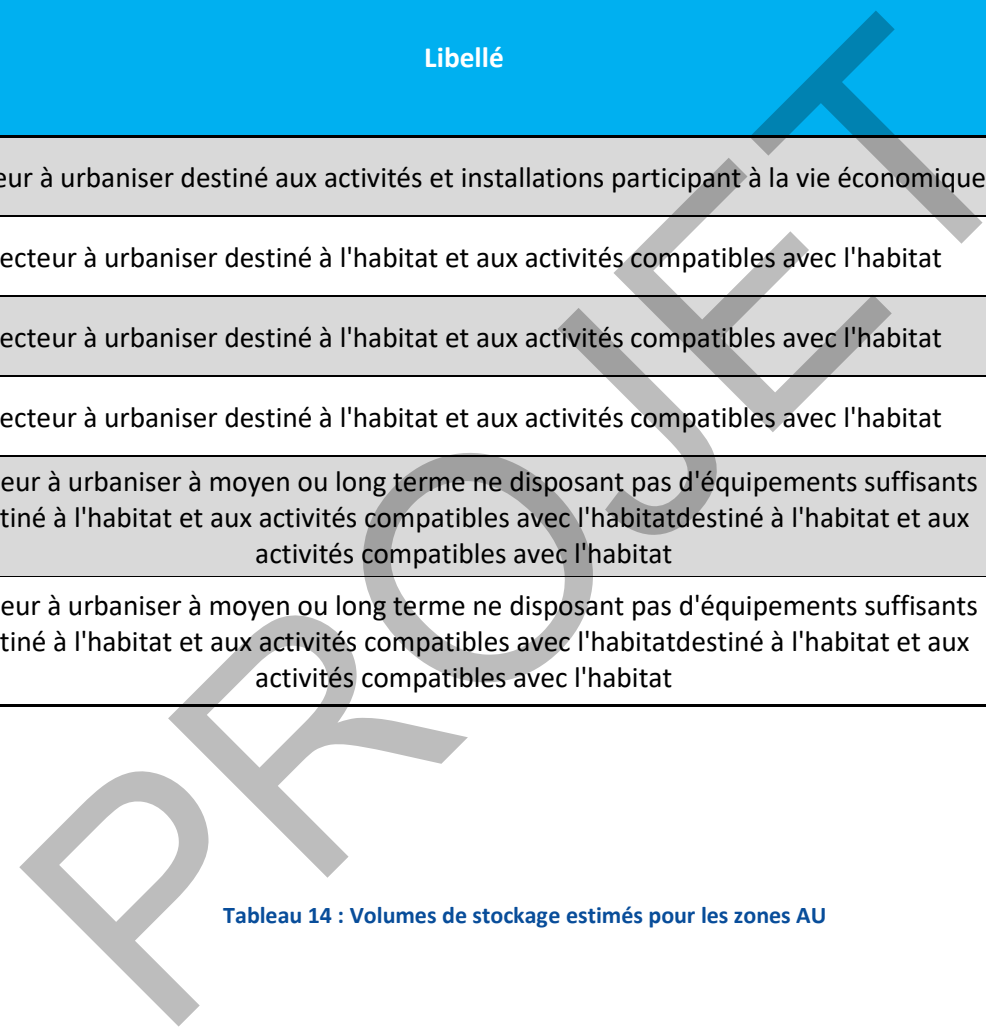 Libellé
eur à urbaniser destiné aux activités et installations participant à la vie économique
ecteur à urbaniser destiné à l'habitat et aux activités compatibles avec l'habitat
ecteur à urbaniser destiné à l'habitat et aux activités compatibles avec l'habitat
ecteur à urbaniser destiné à l'habitat et aux activités compatibles avec l'habitat
eur à urbaniser à moyen ou long terme ne disposant pas d'équipements suffisants
tiné à l'habitat et aux activités compatibles avec l'habitatdestiné à l'habitat et aux
activités compatibles avec l'habitat
eur à urbaniser à moyen ou long terme ne disposant pas d'équipements suffisants
tiné à l'habitat et aux activités compatibles avec l'habitatdestiné à l'habitat et aux
activités compatibles avec l'habitat
PROJET
Tableau 14 : Volumes de stockage estimés pour les zones AU